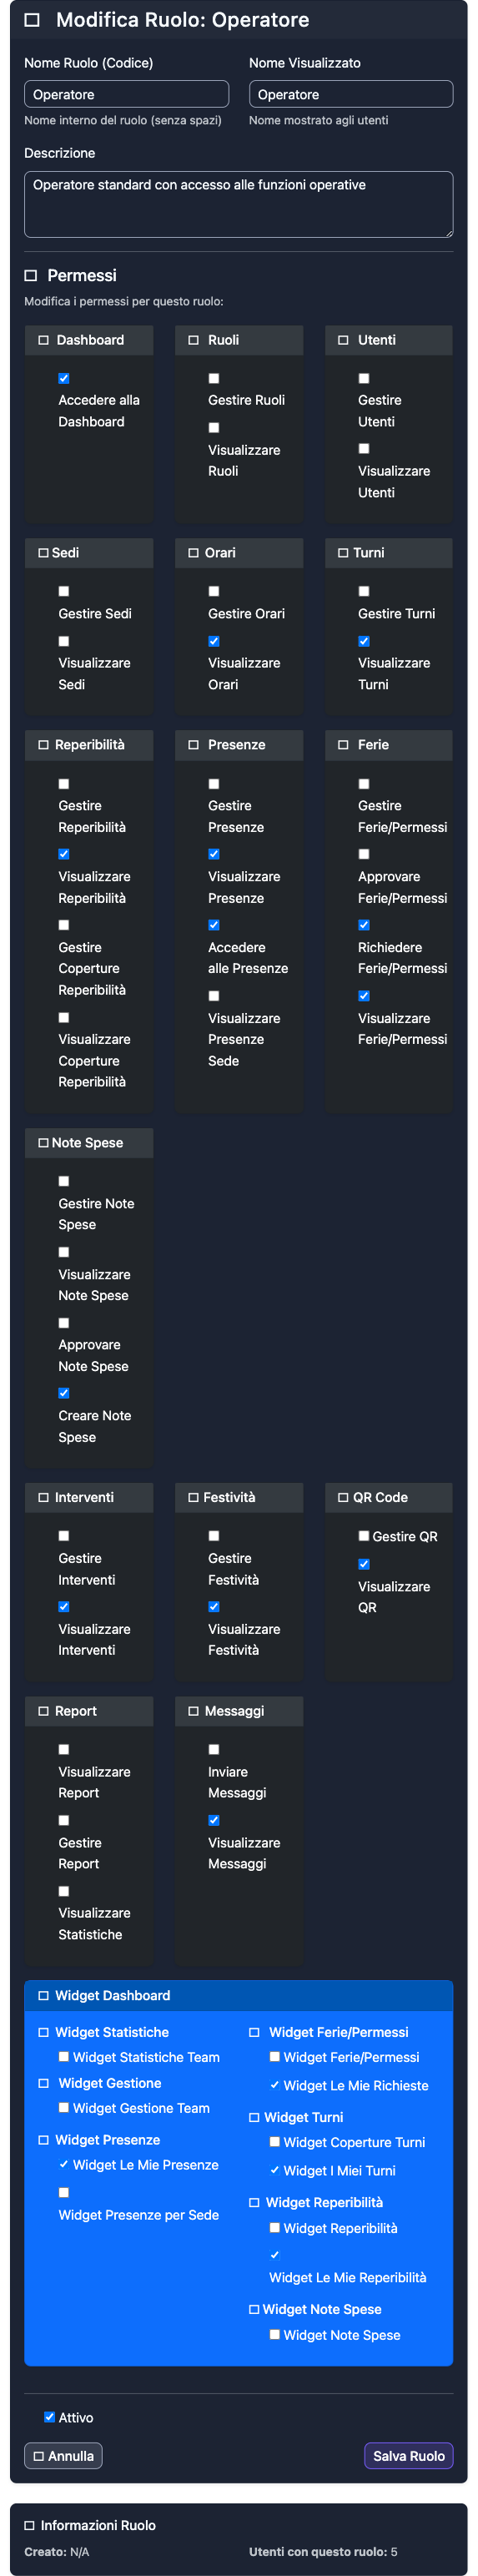 Modifica Ruolo: Operatore
Nome Ruolo (Codice)
Nome Visualizzato
Operatore
Operatore
Nome interno del ruolo (senza spazi)
Nome mostrato agli utenti
Descrizione
Operatore standard con accesso alle funzioni operative
Permessi
Modifica i permessi per questo ruolo:
Dashboard
Accedere alla
Dashboard
Ruoli
Gestire Ruoli
Visualizzare
Ruoli
Utenti
Gestire
Utenti
Visualizzare
Utenti
Sedi
Gestire Sedi
Visualizzare
Sedi
Orari
Gestire Orari
Visualizzare
Orari
Turni
Gestire Turni
Visualizzare
Turni
Reperibilità
Gestire
Reperibilità
Visualizzare
Reperibilità
Gestire
Coperture
Reperibilità
Visualizzare
Coperture
Reperibilità
Presenze
Gestire
Presenze
Visualizzare
Presenze
Accedere
alle Presenze
Visualizzare
Presenze
Sede
Ferie
Gestire
Ferie/Permessi
Approvare
Ferie/Permessi
Richiedere
Ferie/Permessi
Visualizzare
Ferie/Permessi
Note Spese
Gestire Note
Spese
Visualizzare
Note Spese
Approvare
Note Spese
Creare Note
Spese
Interventi
Gestire
Interventi
Visualizzare
Interventi
Festività
Gestire
Festività
Visualizzare
Festività
QR Code
Gestire QR
Visualizzare
QR
Report
Visualizzare
Report
Gestire
Report
Visualizzare
Statistiche
Messaggi
Inviare
Messaggi
Visualizzare
Messaggi
Widget Dashboard
Widget Statistiche
Widget Statistiche Team
Widget Gestione
Widget Gestione Team
Widget Presenze
Widget Le Mie Presenze
Widget Presenze per Sede
Widget Ferie/Permessi
Widget Ferie/Permessi
Widget Le Mie Richieste
Widget Turni
Widget Coperture Turni
Widget I Miei Turni
Widget Reperibilità
Widget Reperibilità
Widget Le Mie Reperibilità
Widget Note Spese
Widget Note Spese
Attivo
Annulla
Salva Ruolo
Informazioni Ruolo
Creato: N/A
Utenti con questo ruolo: 5